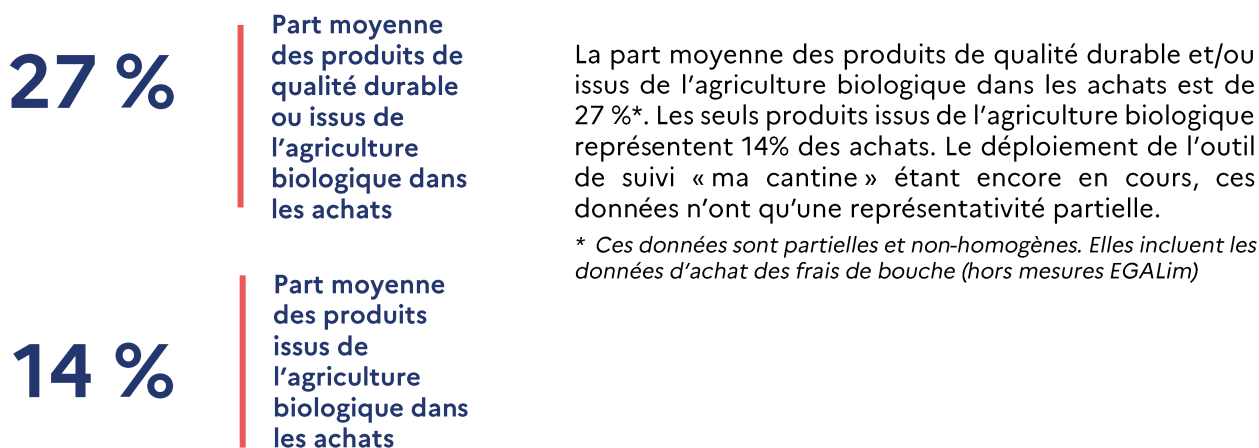 27 %
Part moyenne
des produits de
qualité durable
ou issus de
l’agriculture
biologique dans
les achats
14 %
Part moyenne
des produits
issus de
l’agriculture
biologique dans
les achats
La part moyenne des produits de qualité durable et/ou
issus de l’agriculture biologique dans les achats est de
27 %*. Les seuls produits issus de l’agriculture biologique
représentent 14% des achats. Le déploiement de l’outil
de suivi « ma cantine » étant encore en cours, ces
données n’ont qu’une représentativité partielle.
* Ces données sont partielles et non-homogènes. Elles incluent les
données d’achat des frais de bouche (hors mesures EGALim)